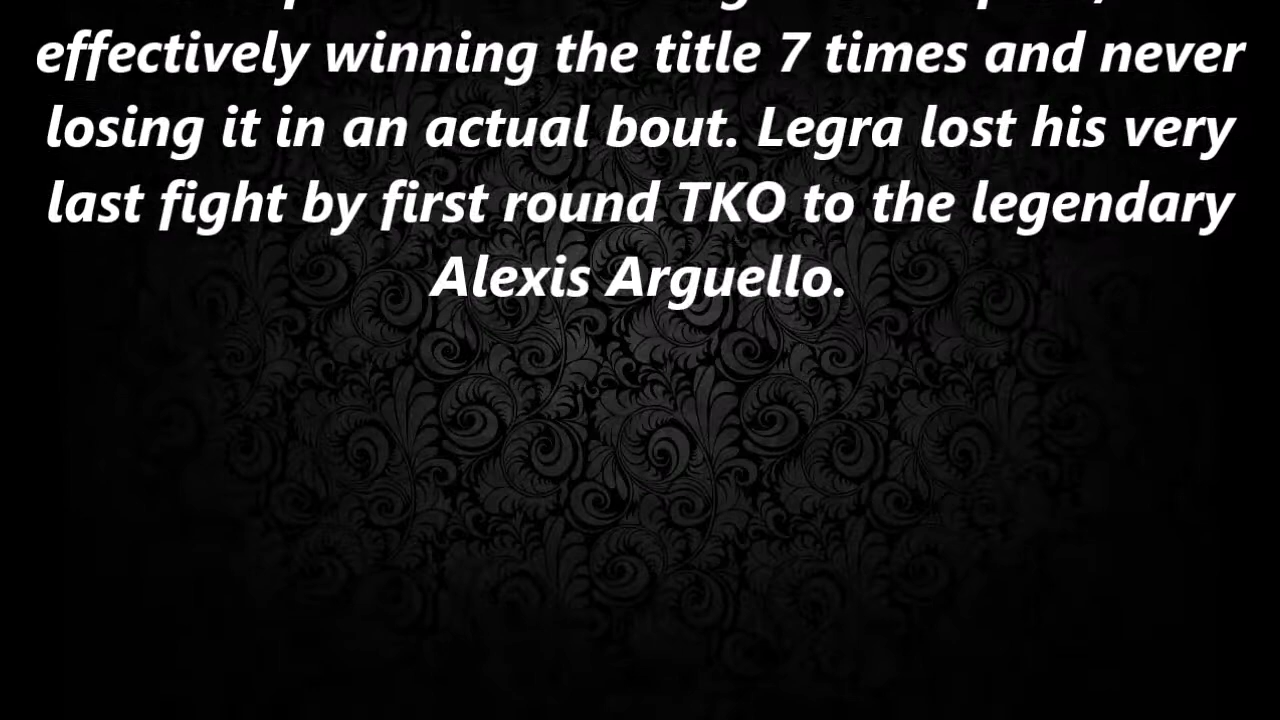 effectively winning the title 7 times and never
losing it in an actual bout. Legra lost his very
last fight by first round TKO to the legendary
Alexis Arguello.